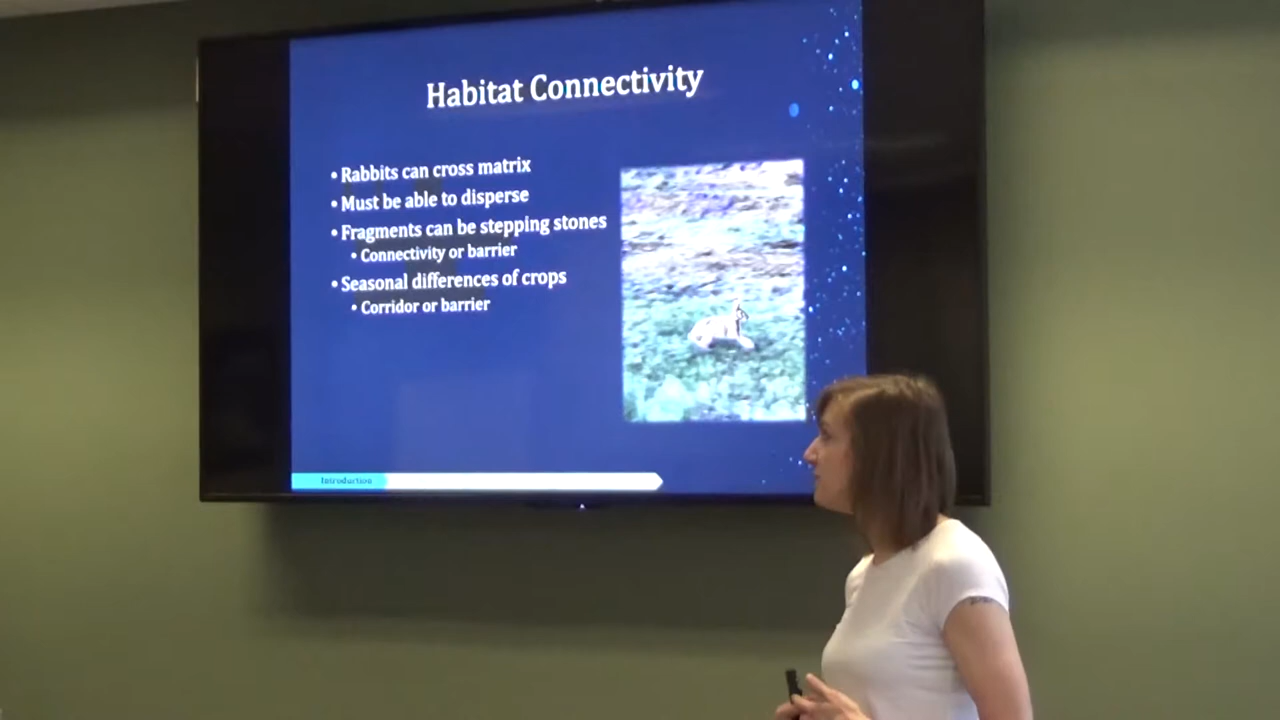 Habitat Connectivity
• Rabbits can cross matrix
• Must be able to disperse
• Fragments can be stepping stones
• Connectivity or barrier
• Seasonal differences of crops
• Corridor or barrier
Introduction